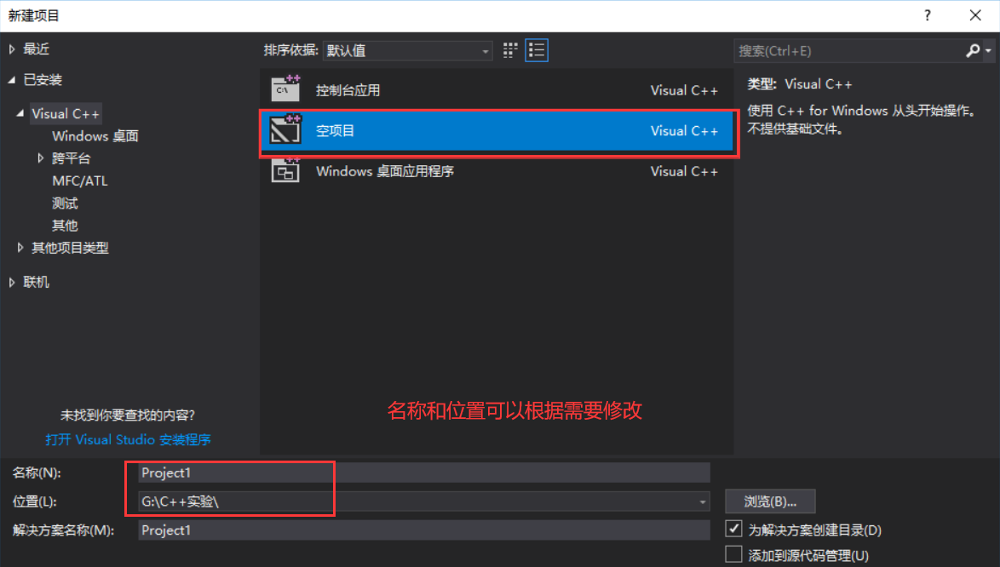 新建项目
?
最近
已安装
Visual C++
Windows 桌面
跨平台
MFC/ATL
测试
其他
其他项目类型
联机
未找到你要查找的内容?
打开 Visual Studio 安装程序
排序依据: 默认值
C:\
控制台应用 Visual C++
空项目 Visual C++
Windows 桌面应用程序 Visual C++
名称和位置可以根据需要修改
搜索(Ctrl+E)
类型: Visual C++
使用 C++ for Windows 从头开始操作。
不提供基础文件。
名称(N): Project1
位置(L): G:\C++实验\
浏览(B)...
解决方案名称(M): Project1
为解决方案创建目录(D)
添加到源代码管理(U)